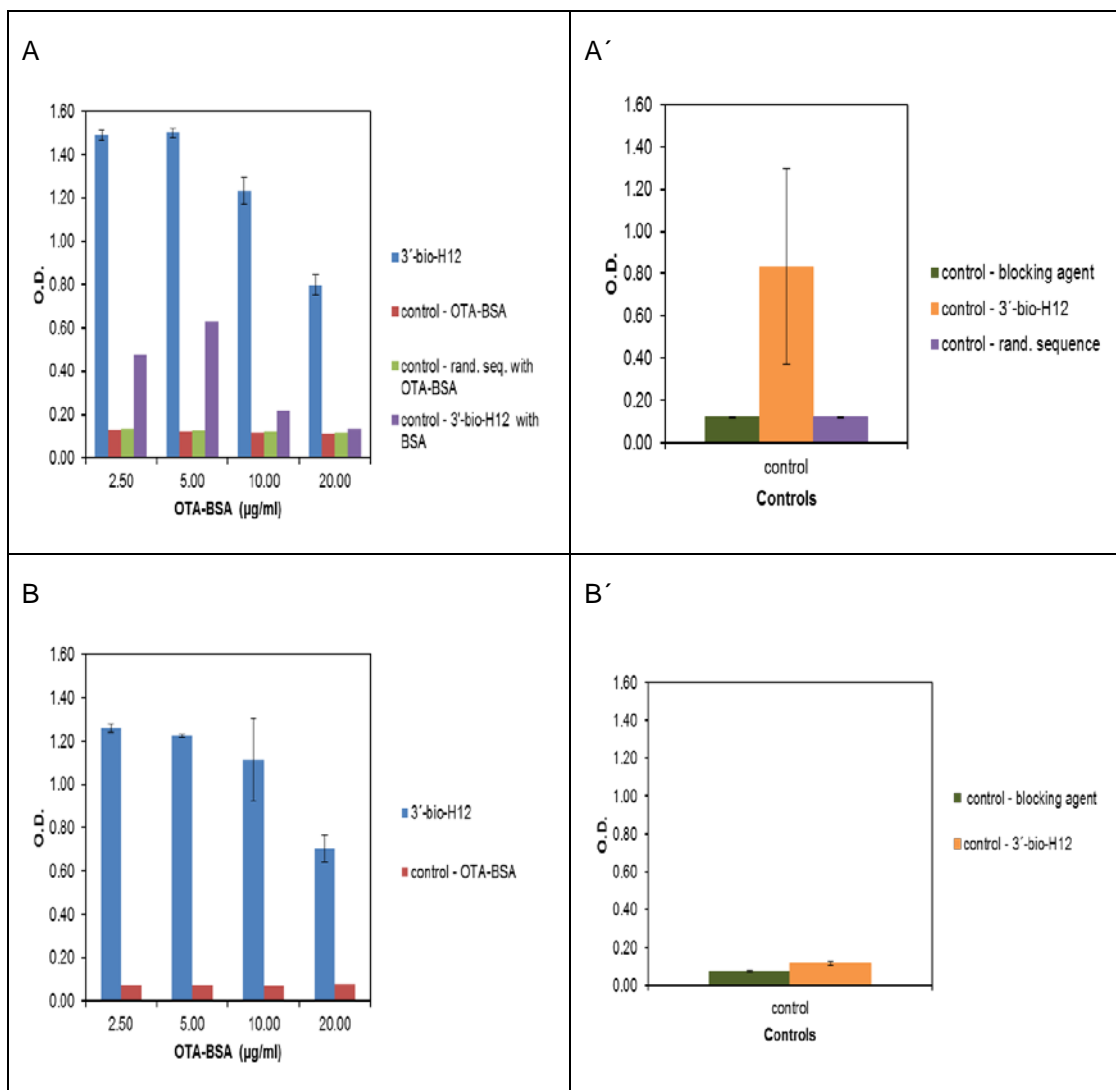 A
1.60
1.40
1.20
1.00
0.80
0.60
0.40
0.20
0.00
O.D.
2.50 5.00 10.00 20.00
OTA-BSA (µg/ml)
3´-bio-H12
control - OTA-BSA
control - rand. seq. with
OTA-BSA
control - 3'-bio-H12 with
BSA
A´
1.60
1.40
1.20
1.00
0.80
0.60
0.40
0.20
0.00
O.D.
control
Controls
control - blocking agent
control - 3´-bio-H12
control - rand. sequence
B
1.60
1.40
1.20
1.00
0.80
0.60
0.40
0.20
0.00
O.D.
2.50 5.00 10.00 20.00
OTA-BSA (µg/ml)
3´-bio-H12
control - OTA-BSA
B´
1.60
1.40
1.20
1.00
0.80
0.60
0.40
0.20
0.00
O.D.
control
Controls
control - blocking agent
control - 3´-bio-H12